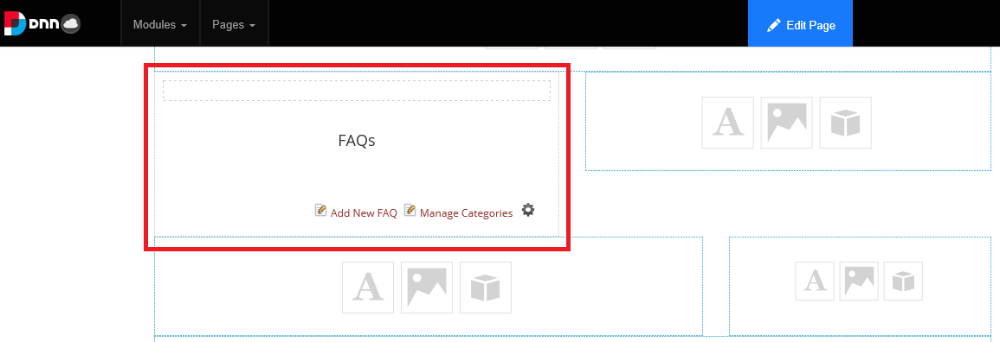 DNN Modules Pages Edit Page
A
FAQs
Add New FAQ Manage Categories
A A